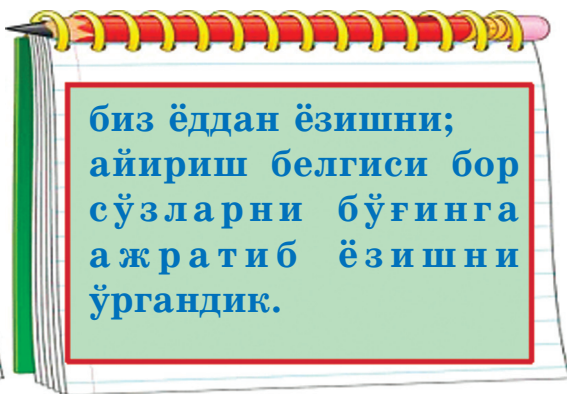 биз ёддан ёзишни;
айириш белгиси бор
сўзларни бўғинга
ажратиб ёзишни
ўргандик.